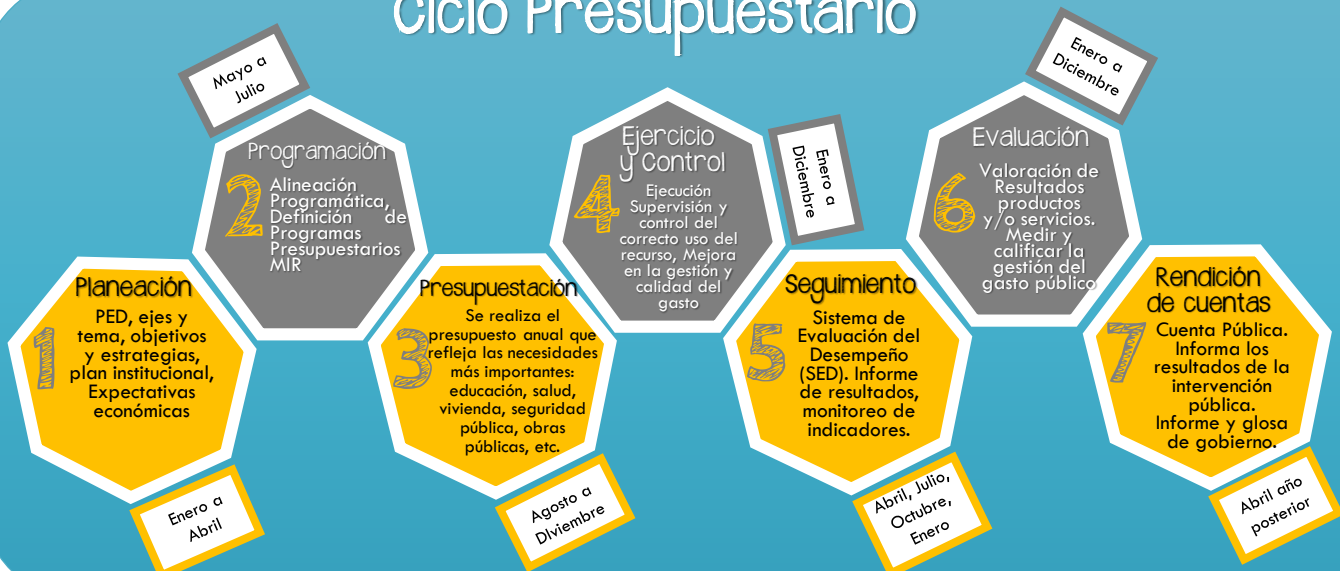 Ciclo Presupuestario
1
Planeación
PED, ejes y
tema, objetivos
y estrategias,
plan institucional,
Expectativas
económicas
Enero a
Abril
Mayo a
Julio
2
Programación
Alineación
Programática,
Definición de
Programas
Presupuestarios
MIR
3
Presupuestación
Se realiza el
presupuesto anual que
refleja las necesidades
más importantes:
educación, salud,
vivienda, seguridad
pública, obras
públicas, etc.
Agosto a
DIviembre
4
Ejercicio
y Control
Ejecución
Supervisión y
control del
correcto uso del
recurso, Mejora
en la gestión y
calidad del
gasto
Enero a
Diciembre
5
Seguimiento
Sistema de
Evaluación del
Desempeño
(SED). Informe
de resultados,
monitoreo de
indicadores.
Abril, Julio,
Octubre,
Enero
Enero a
Diciembre
6
Evaluación
Valoración de
Resultados
productos
y/o servicios.
Medir y
calificar la
gestión del
gasto público
7
Rendición
de cuentas
Cuenta Pública.
Informa los
resultados de la
intervención
pública.
Informe y glosa
de gobierno.
Abril año
posterior